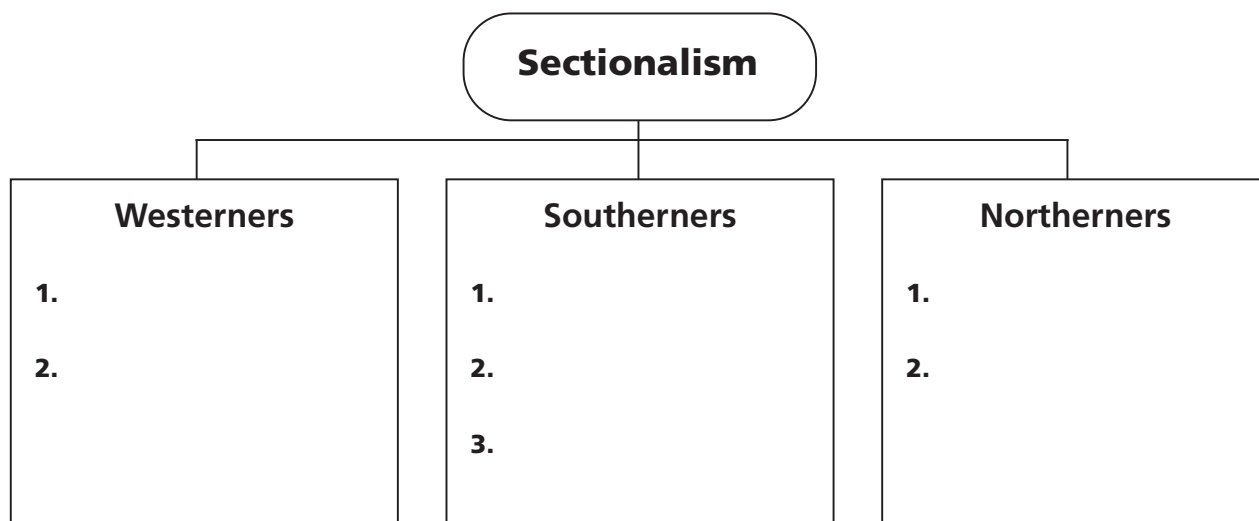 Sectionalism
Westerners
1.
2.
Southerners
1.
2.
3.
Northerners
1.
2.